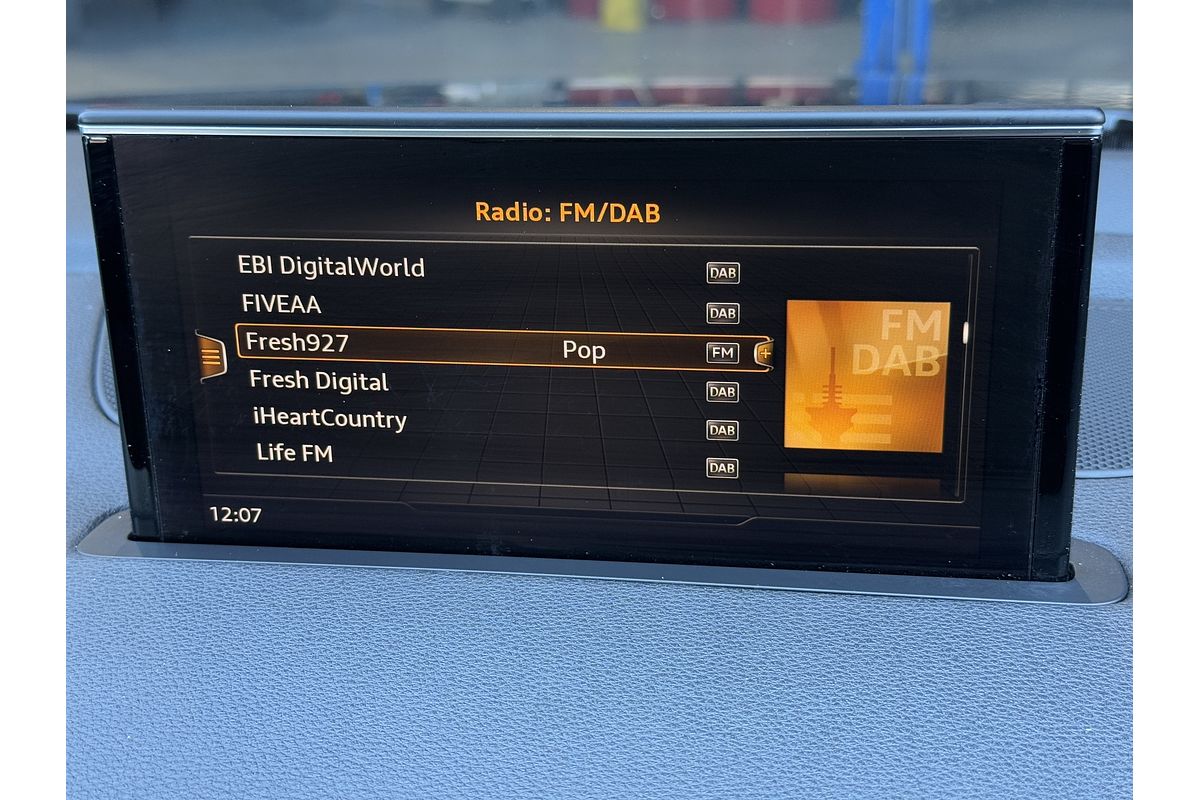 Radio: FM/DAB
EBI DigitalWorld DAB
FIVEAA DAB
Fresh927 Pop FM
Fresh Digital DAB
iHeartCountry DAB
Life FM DAB
FM
DAB
12:07